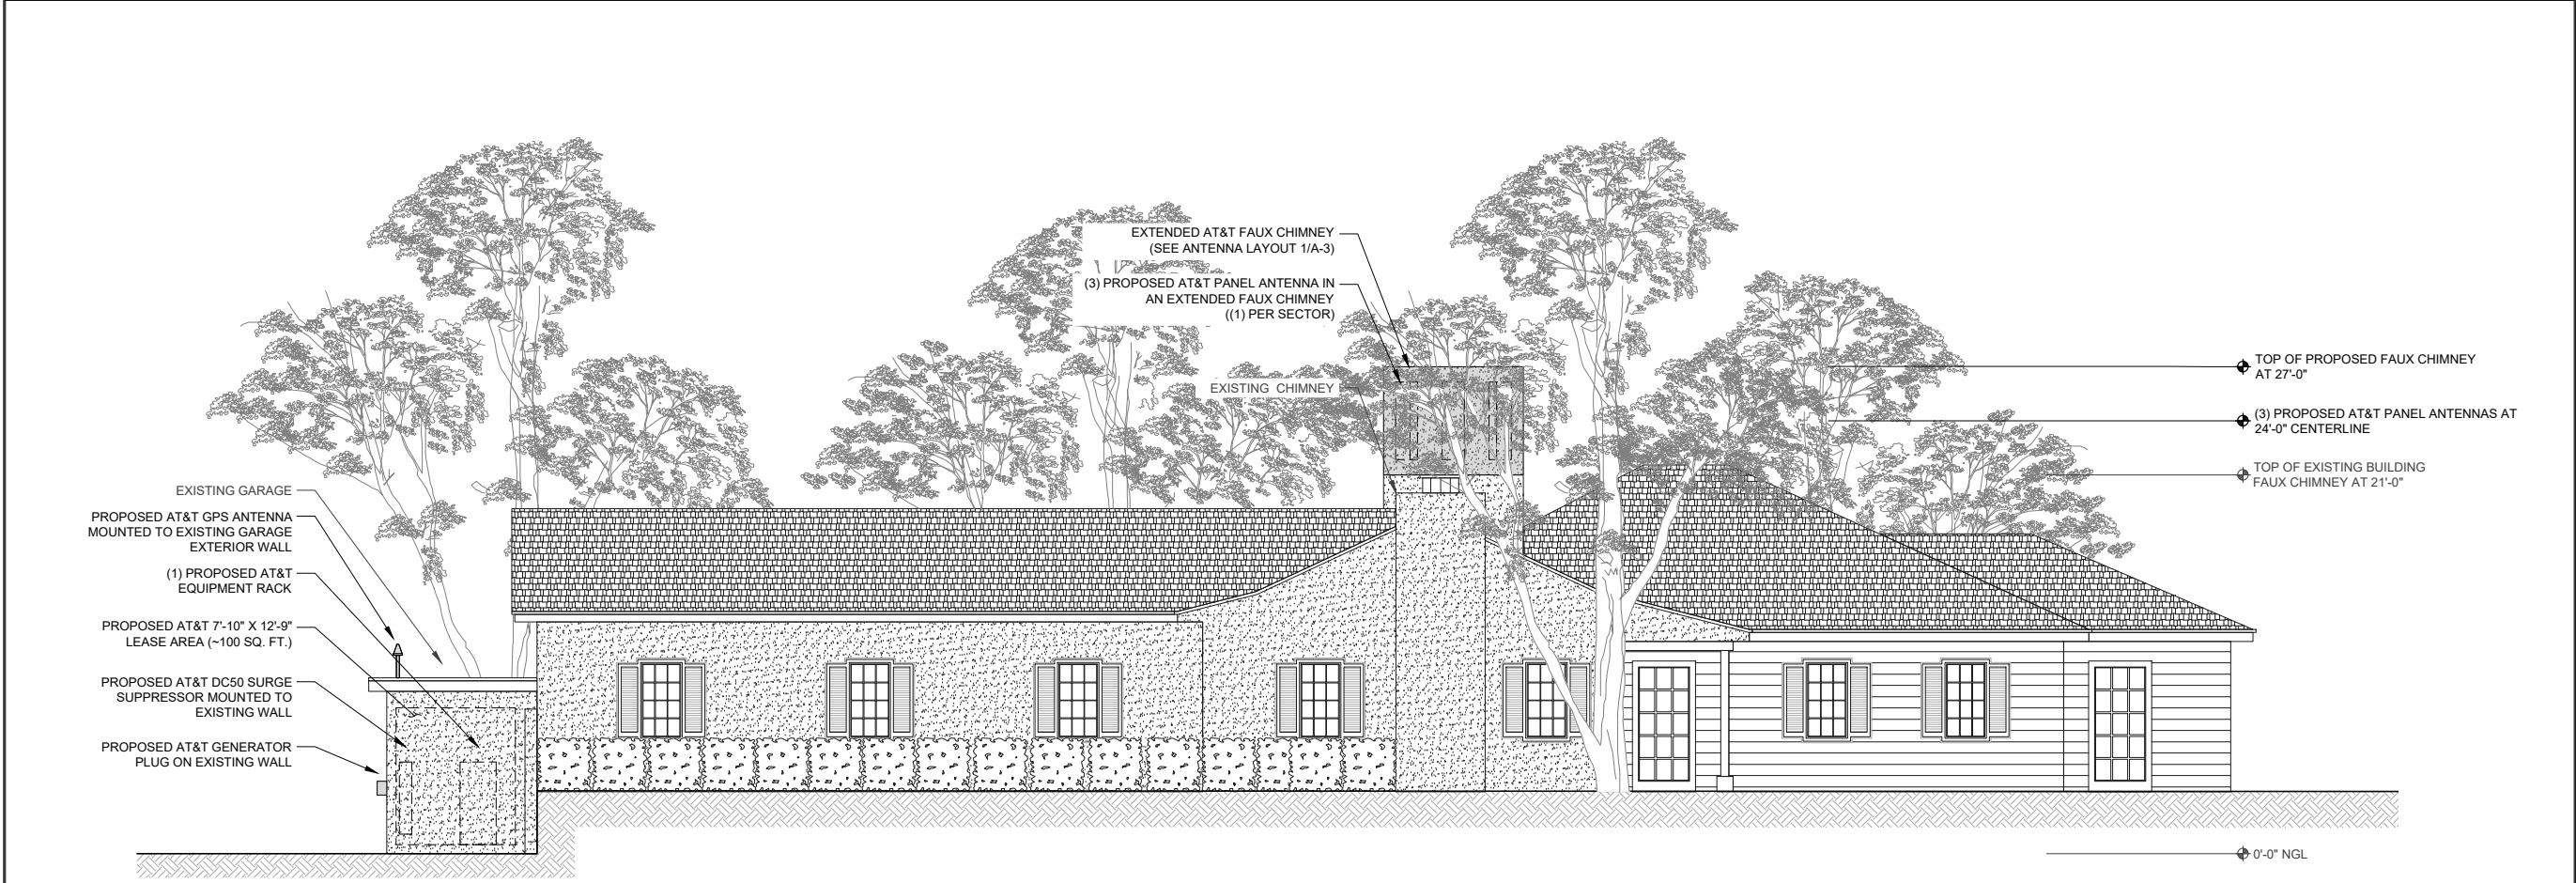 EXTENDED AT&T FAUX CHIMNEY
(SEE ANTENNA LAYOUT 1/A-3)
(3) PROPOSED AT&T PANEL ANTENNA IN
AN EXTENDED FAUX CHIMNEY
((1) PER SECTOR)
EXISTING CHIMNEY
EXISTING GARAGE
PROPOSED AT&T GPS ANTENNA
MOUNTED TO EXISTING GARAGE
EXTERIOR WALL
(1) PROPOSED AT&T
EQUIPMENT RACK
PROPOSED AT&T 7'-10" X 12'-9"
LEASE AREA (~100 SQ. FT.)
PROPOSED AT&T DC50 SURGE
SUPPRESSOR MOUNTED TO
EXISTING WALL
PROPOSED AT&T GENERATOR
PLUG ON EXISTING WALL
TOP OF PROPOSED FAUX CHIMNEY
AT 27'-0"
(3) PROPOSED AT&T PANEL ANTENNAS AT
24'-0" CENTERLINE
TOP OF EXISTING BUILDING
FAUX CHIMNEY AT 21'-0"
0'-0" NGL